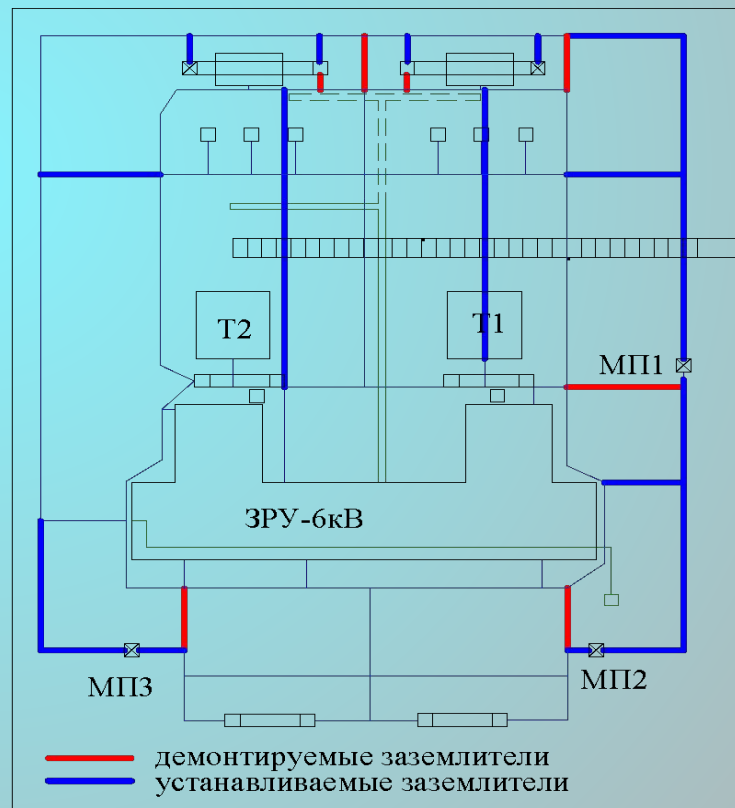 Т2
Т1
МП1
ЗРУ-6кВ
МП3
МП2
демонтируемые заземлители
устанавливаемые заземлители